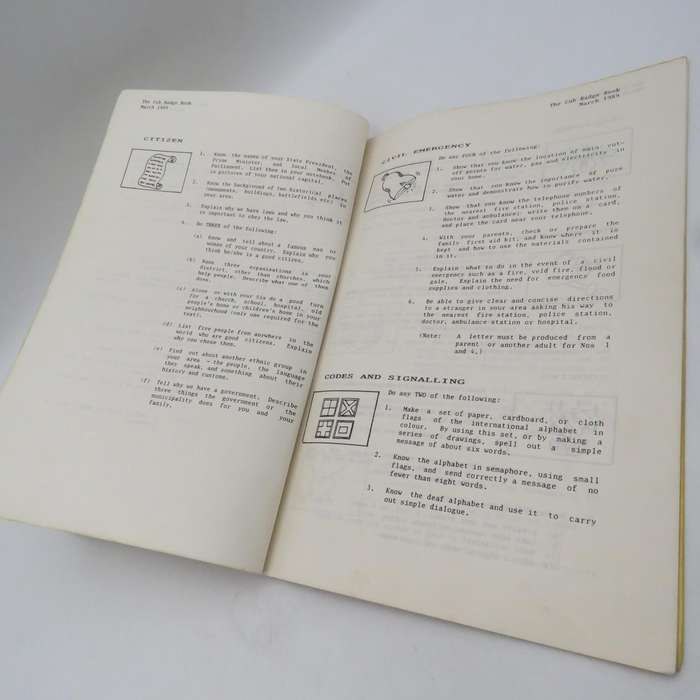 The Cub Badge Book
March 1989
CITIZEN
1. Know the names of your State President, the
Prime Minister, and local Member of
Parliament. List them in your notebook. Put
in pictures of your national capital.
2. Know the background of two historical places
(monuments, buildings, battlefields etc) in
your area.
3. Explain why we have laws and why you think it
is important to obey the law.
4. Do THREE of the following:
(a) Know and tell about a famous man or
woman of your country. Explain why you
think he/she is a good citizen.
(b) Know three organisations in your
district, other than churches, which
help people. Describe what one of them
does.
(c) Alone or with your Six do a good turn
for a church, school, hospital, old
people's home or children's home in your
neighbourhood (only one required for the
test).
(d) List five people from anywhere in the
world who are good citizens. Explain
why you chose them.
(e) Find out about another ethnic group in
your area - the people, the language
they speak, and something about their
history and customs.
(f) Tell why we have a government. Describe
three things the government or the
municipality does for you and your
family.
The Cub Badge Book
March 1989
CIVIL EMERGENCY
Do any FOUR of the following:
1. Show that you know the location of main cut-
off points for water, gas and electricity in
your home.
2. Show that you know the importance of pure
water and demonstrate how to purify water.
3. Show that you know the telephone numbers of
the nearest fire station, police station,
doctor and ambulance; write them on a card,
and place the card near your telephone.
4. With your parents, check or prepare the
family first aid kit, and know where it is
kept and how to use the materials contained
in it.
5. Explain what to do in the event of a civil
emergency such as a fire, veld fire, flood or
gale. Explain the need for emergency food
supplies and clothing.
6. Be able to give clear and concise directions
to a stranger in your area asking his way to
the nearest fire station, police station,
doctor, ambulance station or hospital.
(Note: A letter must be produced from a
parent or another adult for Nos 1
and 4.)
CODES AND SIGNALLING
Do any TWO of the following:
1. Make a set of paper, cardboard, or cloth
flags of the international alphabet in
colour. By using this set, or by making a
series of drawings, spell out a simple
message of about six words.
2. Know the alphabet in semaphore, using small
flags, and send correctly a message of no
fewer than eight words.
3. Know the deaf alphabet and use it to carry
out simple dialogue.